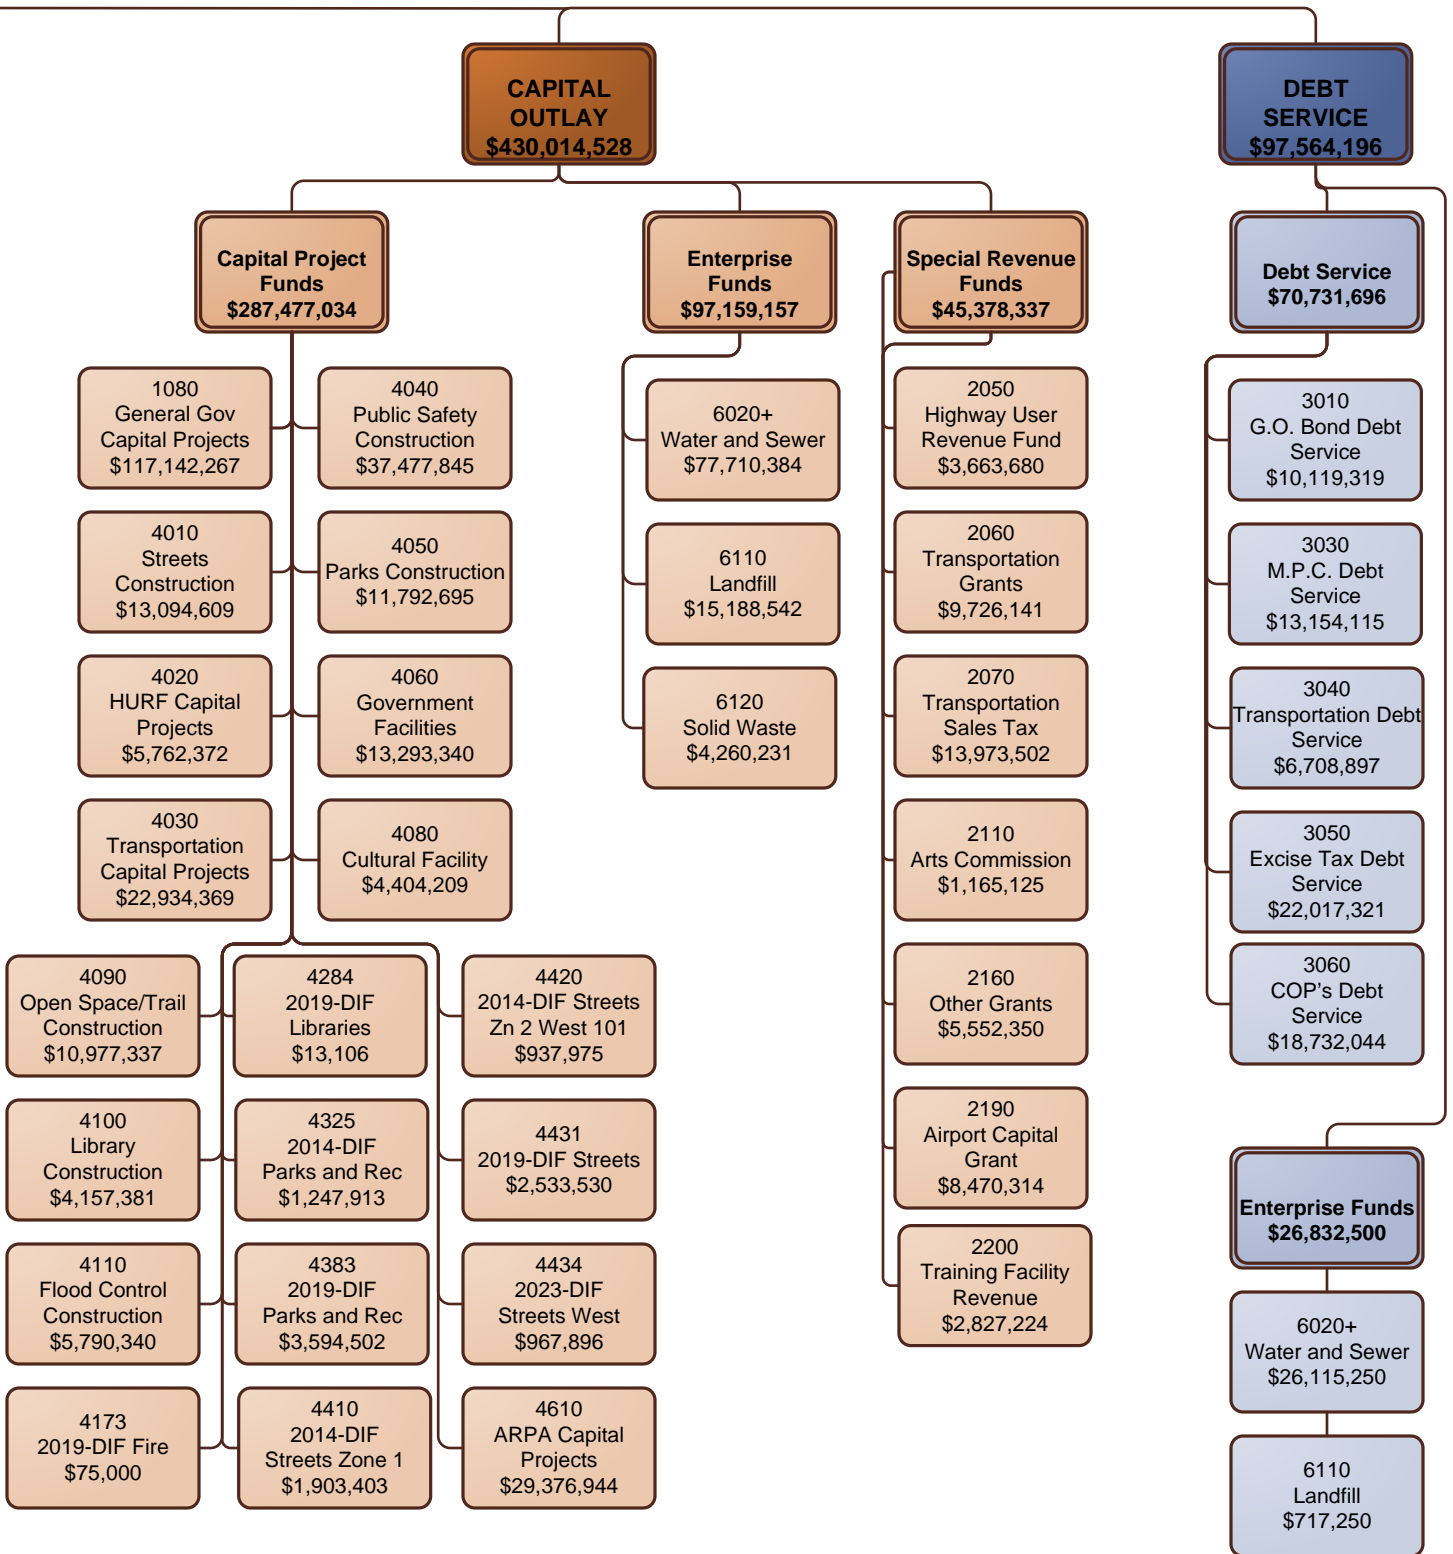 CAPITAL
OUTLAY
$430,014,528
DEBT
SERVICE
$97,564,196
Capital Project
Funds
$287,477,034
Enterprise
Funds
$97,159,157
Special Revenue
Funds
$45,378,337
Debt Service
$70,731,696
1080
General Gov
Capital Projects
$117,142,267
4040
Public Safety
Construction
$37,477,845
4010
Streets
Construction
$13,094,609
4050
Parks Construction
$11,792,695
4020
HURF Capital
Projects
$5,762,372
4060
Government
Facilities
$13,293,340
4030
Transportation
Capital Projects
$22,934,369
4080
Cultural Facility
$4,404,209
4090
Open Space/Trail
Construction
$10,977,337
4284
2019-DIF
Libraries
$13,106
4420
2014-DIF Streets
Zn 2 West 101
$937,975
4100
Library
Construction
$4,157,381
4325
2014-DIF
Parks and Rec
$1,247,913
4431
2019-DIF Streets
$2,533,530
4110
Flood Control
Construction
$5,790,340
4383
2019-DIF
Parks and Rec
$3,594,502
4434
2023-DIF
Streets West
$967,896
4173
2019-DIF Fire
$75,000
4410
2014-DIF
Streets Zone 1
$1,903,403
4610
ARPA Capital
Projects
$29,376,944
6020+
Water and Sewer
$77,710,384
6110
Landfill
$15,188,542
6120
Solid Waste
$4,260,231
2050
Highway User
Revenue Fund
$3,663,680
2060
Transportation
Grants
$9,726,141
2070
Transportation
Sales Tax
$13,973,502
2110
Arts Commission
$1,165,125
2160
Other Grants
$5,552,350
2190
Airport Capital
Grant
$8,470,314
2200
Training Facility
Revenue
$2,827,224
3010
G.O. Bond Debt
Service
$10,119,319
3030
M.P.C. Debt
Service
$13,154,115
3040
Transportation Debt
Service
$6,708,897
3050
Excise Tax Debt
Service
$22,017,321
3060
COP's Debt
Service
$18,732,044
Enterprise Funds
$26,832,500
6020+
Water and Sewer
$26,115,250
6110
Landfill
$717,250